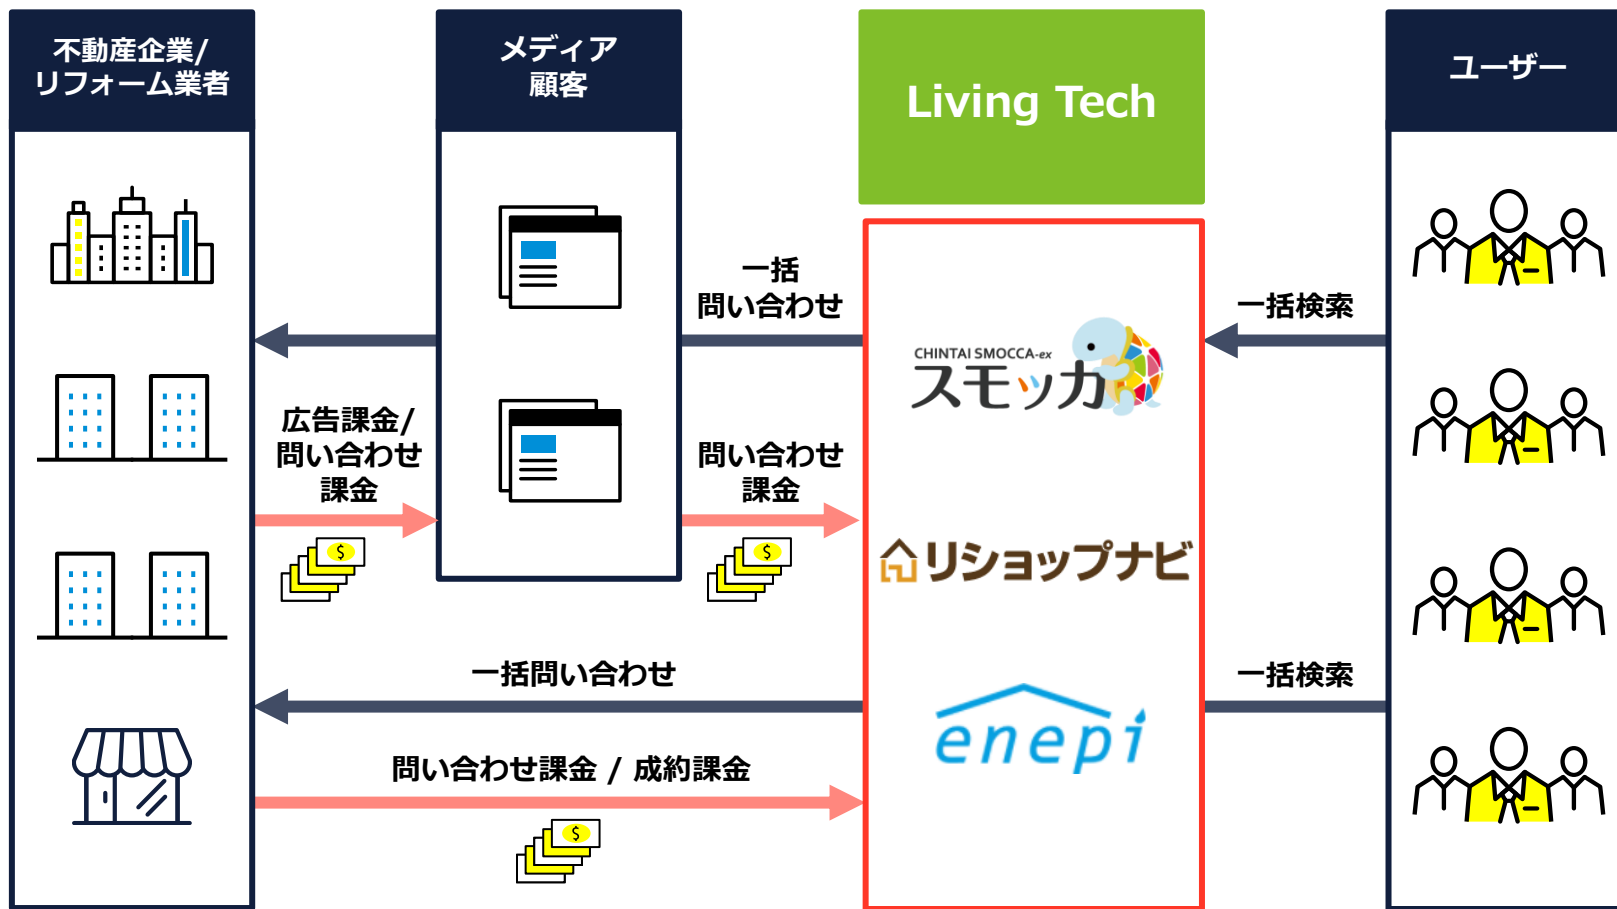 不動産企業/
リフォーム業者
メディア
顧客
Living Tech
ユーザー
一括
問い合わせ
一括検索
CHINTAI SMOCCA-ex
スモッカ
広告課金/
問い合わせ
課金
$
問い合わせ
課金
$
リショップナビ
一括問い合わせ
一括検索
enepi
問い合わせ課金 / 成約課金
$